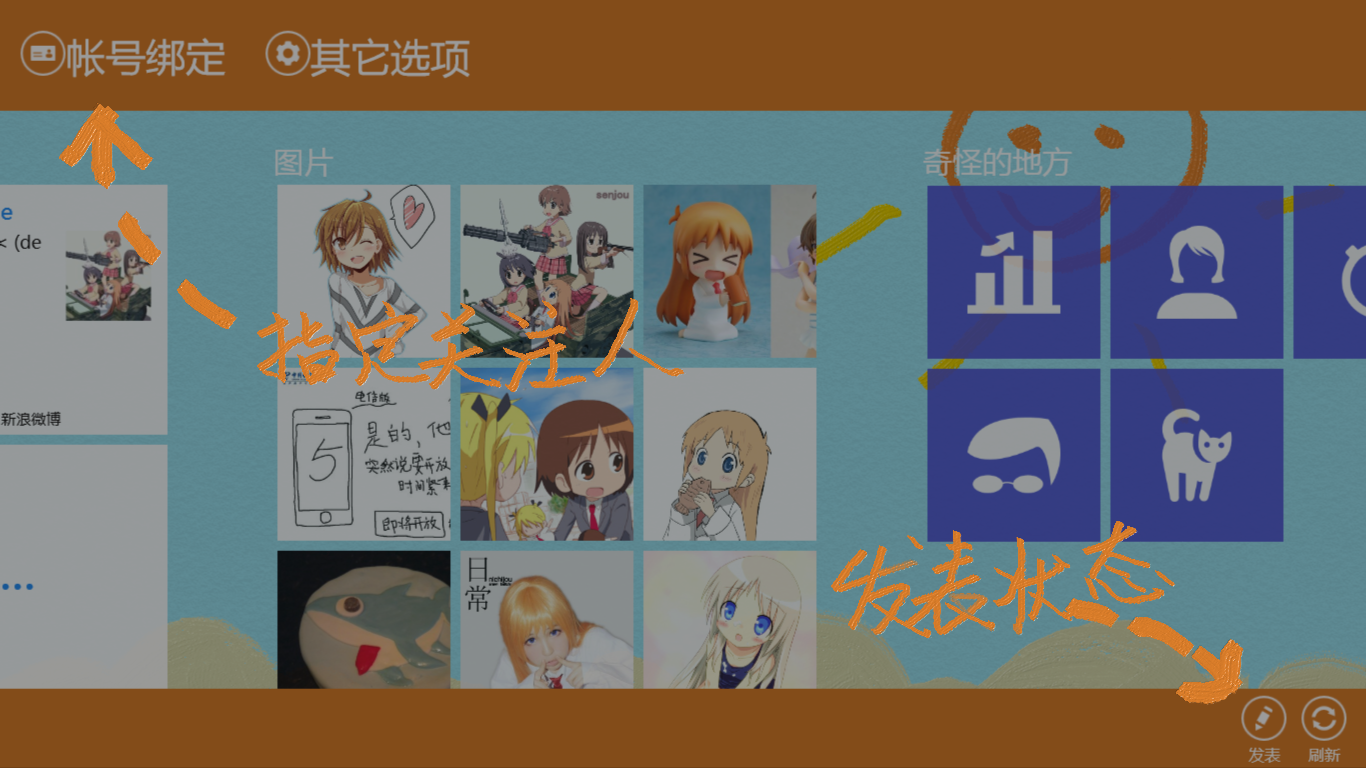 帐号绑定 其它选项
图片
奇怪的地方
e
< (de
senjou
指定关注人
新浪微博
电信级
是的，他
突然说要开放
时间紧
5
即将开放
日常
nichijou
发表状态
发表 刷新